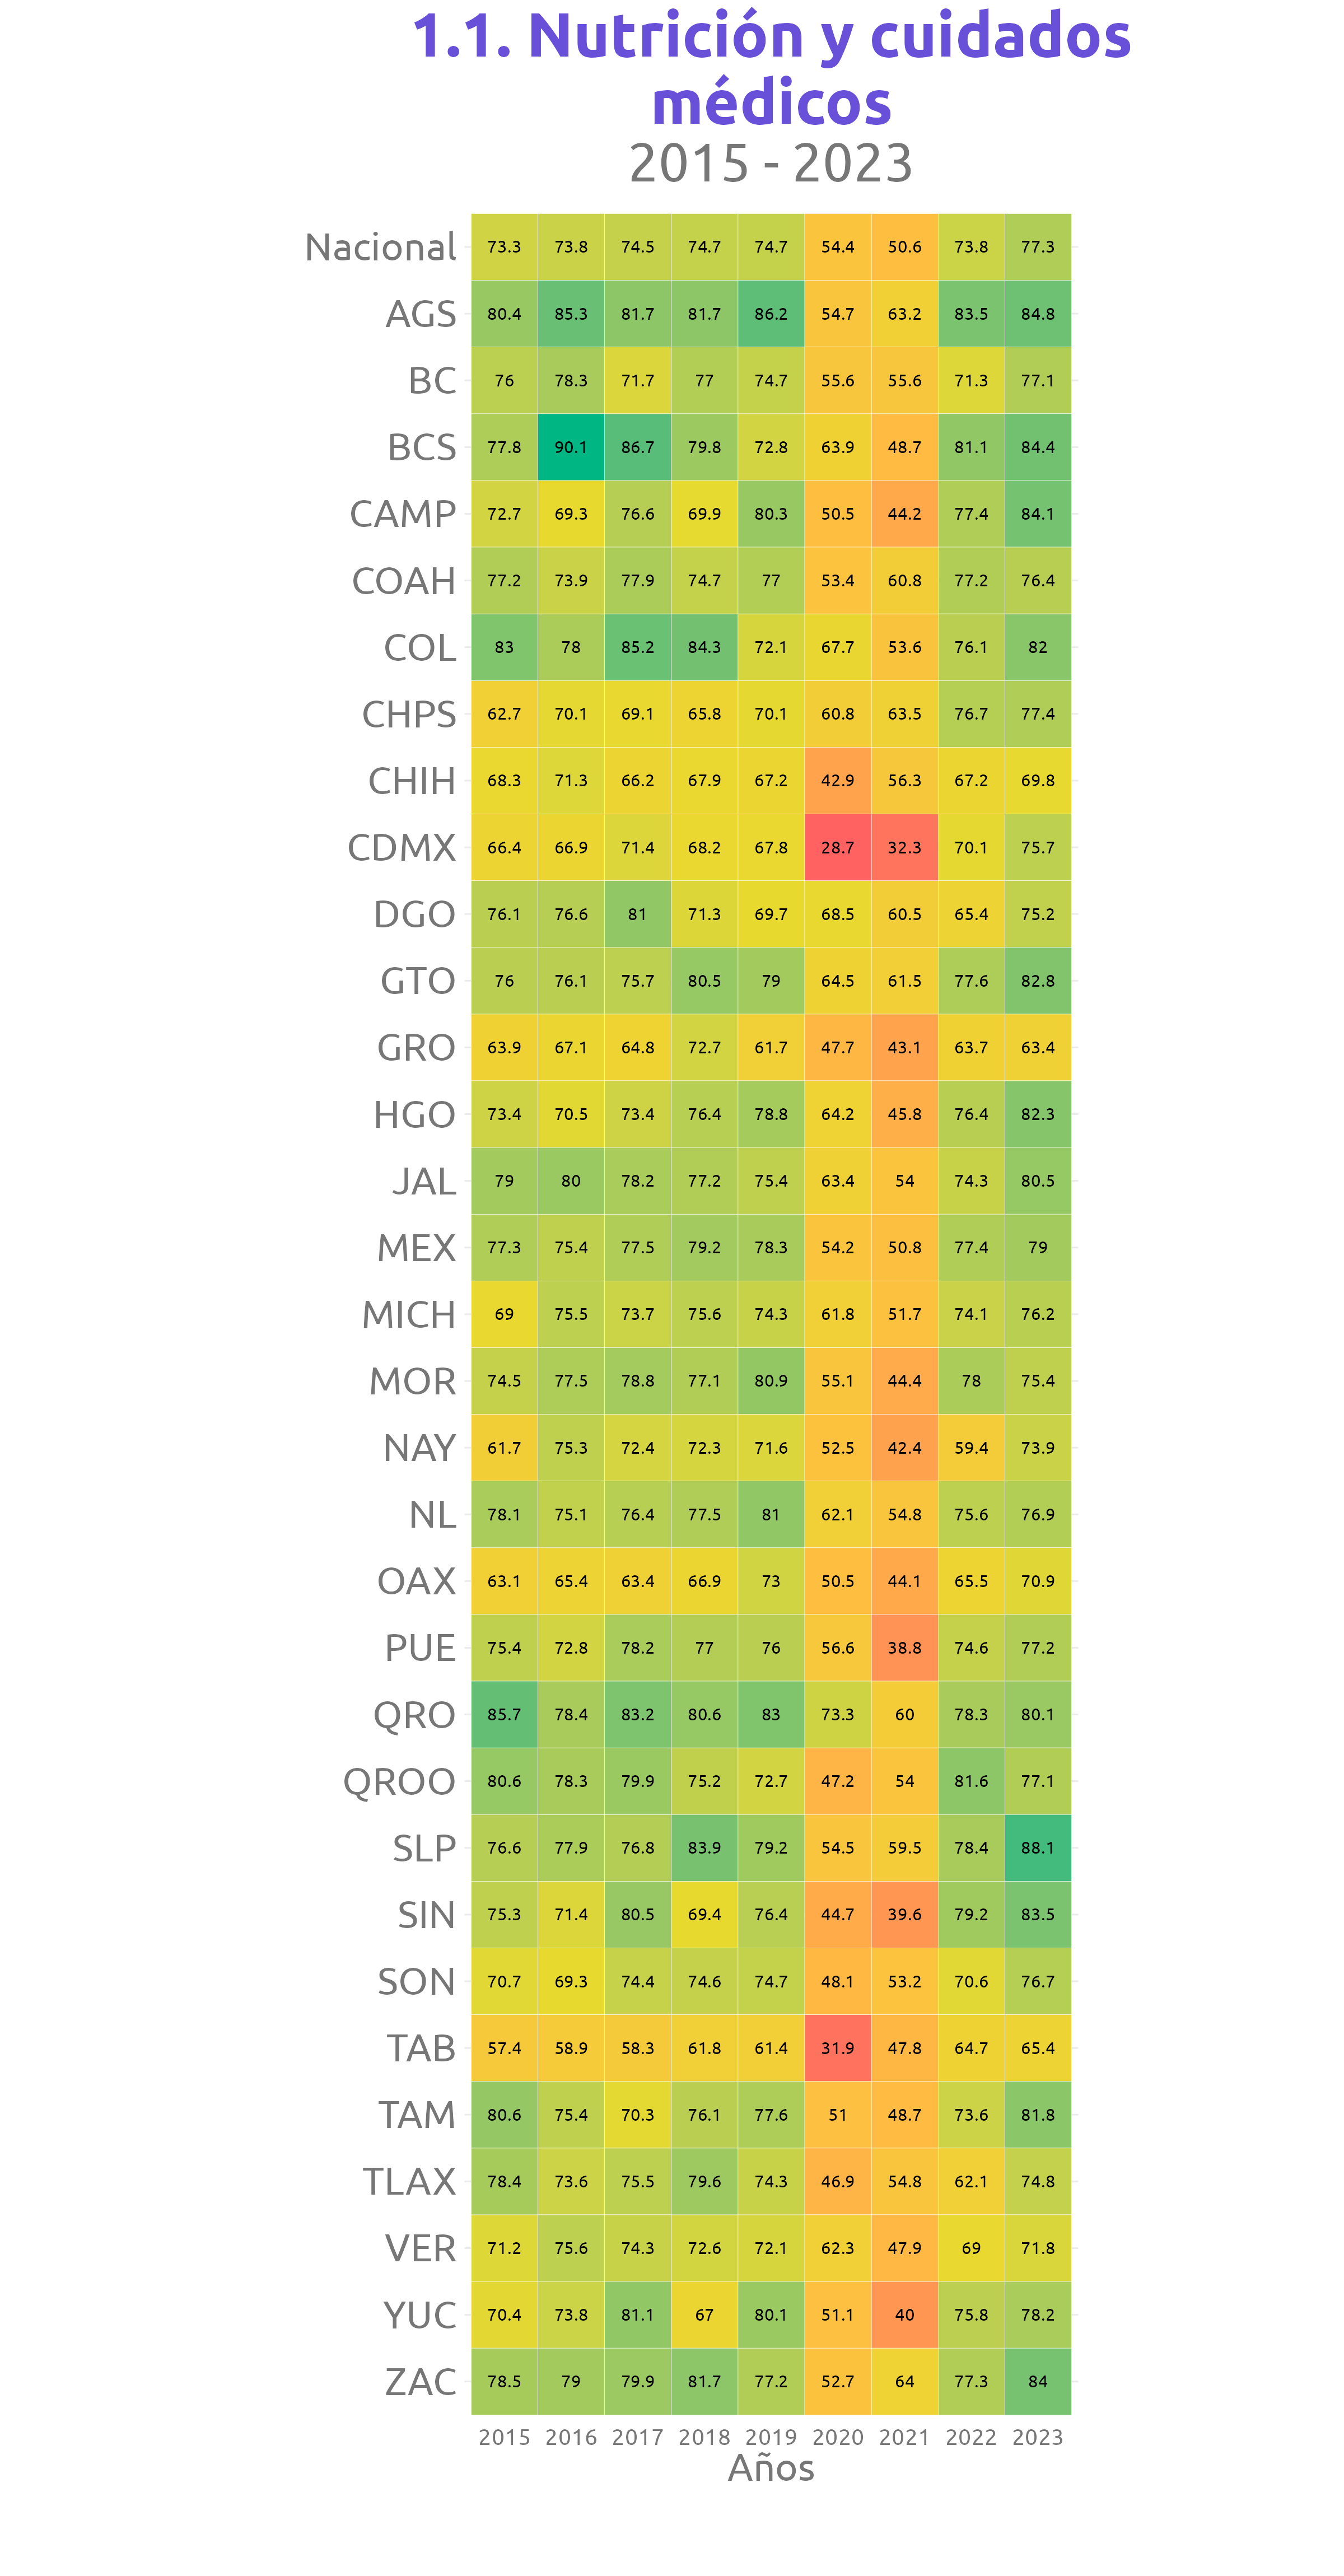 1.1. Nutrición y cuidados
médicos
2015 - 2023
Nacional 73.3 73.8 74.5 74.7 74.7 54.4 50.6 73.8 77.3
AGS 80.4 85.3 81.7 81.7 86.2 54.7 63.2 83.5 84.8
BC 76 78.3 71.7 77 74.7 55.6 55.6 71.3 77.1
BCS 77.8 90.1 86.7 79.8 72.8 63.9 48.7 81.1 84.4
CAMP 72.7 69.3 76.6 69.9 80.3 50.5 44.2 77.4 84.1
COAH 77.2 73.9 77.9 74.7 77 53.4 60.8 77.2 76.4
COL 83 78 85.2 84.3 72.1 67.7 53.6 76.1 82
CHPS 62.7 70.1 69.1 65.8 70.1 60.8 63.5 76.7 77.4
CHIH 68.3 71.3 66.2 67.9 67.2 42.9 56.3 67.2 69.8
CDMX 66.4 66.9 71.4 68.2 67.8 28.7 32.3 70.1 75.7
DGO 76.1 76.6 81 71.3 69.7 68.5 60.5 65.4 75.2
GTO 76 76.1 75.7 80.5 79 64.5 61.5 77.6 82.8
GRO 63.9 67.1 64.8 72.7 61.7 47.7 43.1 63.7 63.4
HGO 73.4 70.5 73.4 76.4 78.8 64.2 45.8 76.4 82.3
JAL 79 80 78.2 77.2 75.4 63.4 54 74.3 80.5
MEX 77.3 75.4 77.5 79.2 78.3 54.2 50.8 77.4 79
MICH 69 75.5 73.7 75.6 74.3 61.8 51.7 74.1 76.2
MOR 74.5 77.5 78.8 77.1 80.9 55.1 44.4 78 75.4
NAY 61.7 75.3 72.4 72.3 71.6 52.5 42.4 59.4 73.9
NL 78.1 75.1 76.4 77.5 81 62.1 54.8 75.6 76.9
OAX 63.1 65.4 63.4 66.9 73 50.5 44.1 65.5 70.9
PUE 75.4 72.8 78.2 77 76 56.6 38.8 74.6 77.2
QRO 85.7 78.4 83.2 80.6 83 73.3 60 78.3 80.1
QROO 80.6 78.3 79.9 75.2 72.7 47.2 54 81.6 77.1
SLP 76.6 77.9 76.8 83.9 79.2 54.5 59.5 78.4 88.1
SIN 75.3 71.4 80.5 69.4 76.4 44.7 39.6 79.2 83.5
SON 70.7 69.3 74.4 74.6 74.7 48.1 53.2 70.6 76.7
TAB 57.4 58.9 58.3 61.8 61.4 31.9 47.8 64.7 65.4
TAM 80.6 75.4 70.3 76.1 77.6 51 48.7 73.6 81.8
TLAX 78.4 73.6 75.5 79.6 74.3 46.9 54.8 62.1 74.8
VER 71.2 75.6 74.3 72.6 72.1 62.3 47.9 69 71.8
YUC 70.4 73.8 81.1 67 80.1 51.1 40 75.8 78.2
ZAC 78.5 79 79.9 81.7 77.2 52.7 64 77.3 84
2015 2016 2017 2018 2019 2020 2021 2022 2023
Años